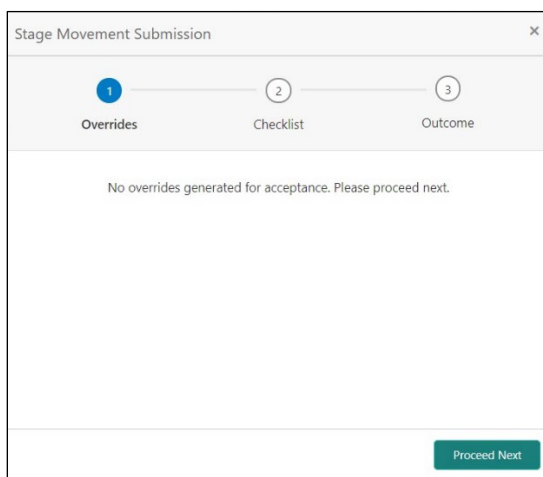 Stage Movement Submission ×
1 2 3
Overrides Checklist Outcome
No overrides generated for acceptance. Please proceed next.
Proceed Next